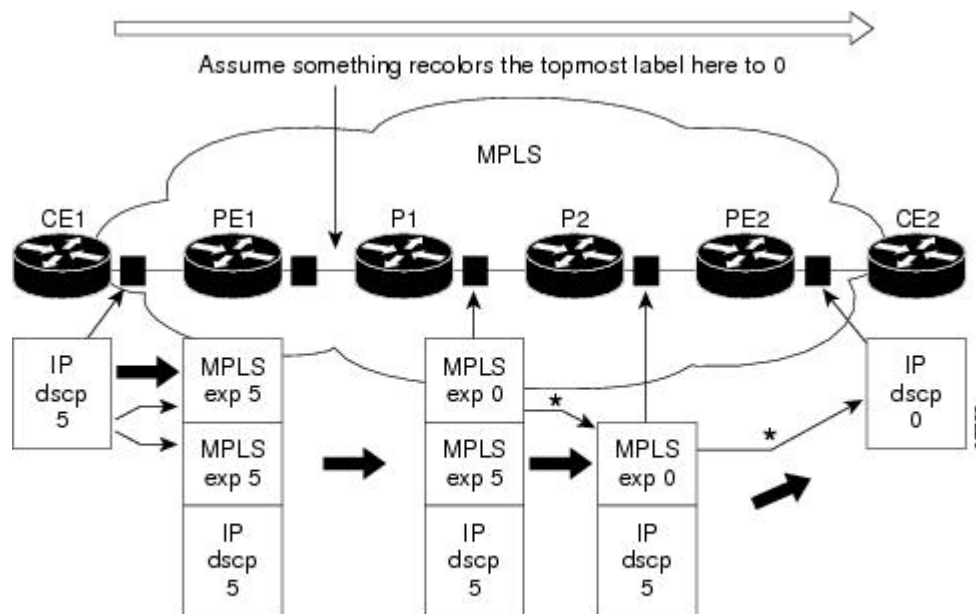 Assume something recolors the topmost label here to 0
MPLS
CE1
PE1
P1
P2
PE2
CE2
IP
dscp
5
MPLS
exp 5
MPLS
exp 5
IP
dscp
5
MPLS
exp 0
MPLS
exp 5
IP
dscp
5
*
MPLS
exp 0
IP
dscp
5
*
IP
dscp
0